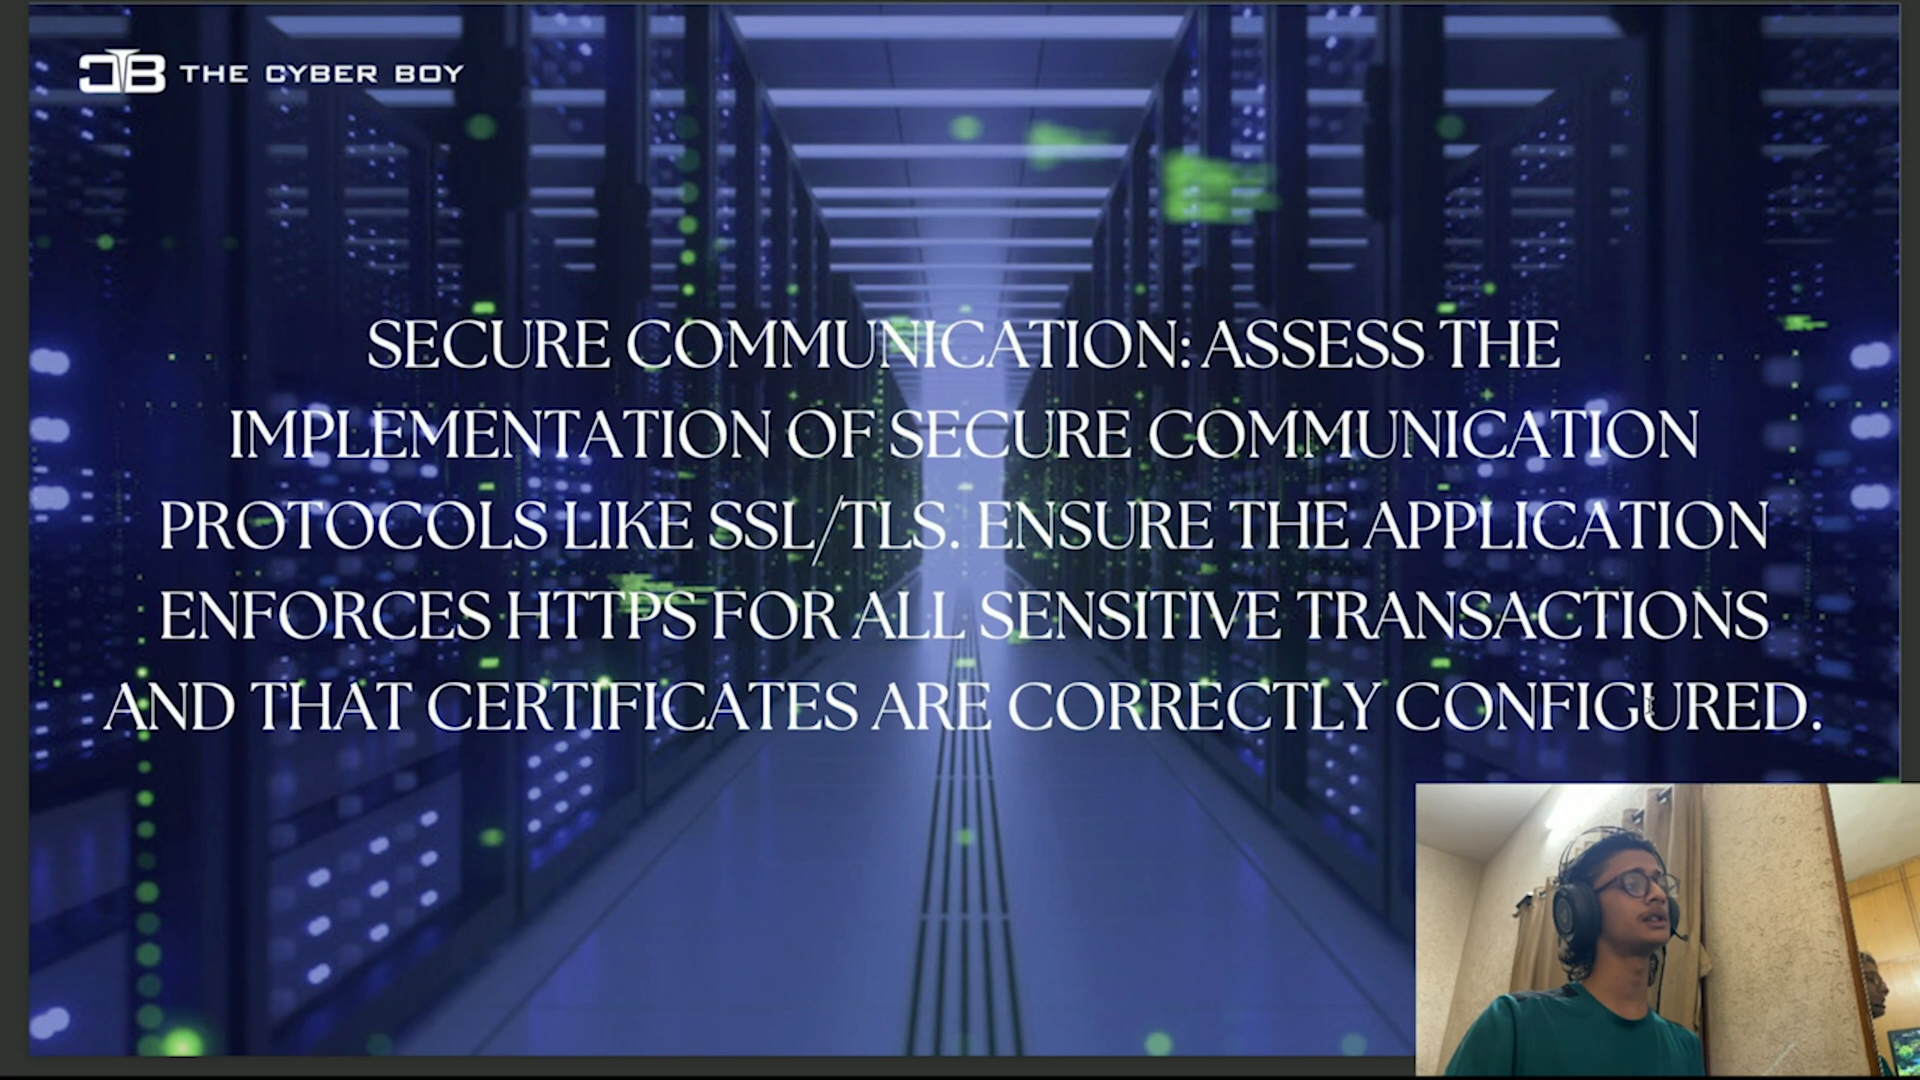 CTB THE CYBER BOY
SECURE COMMUNICATION: ASSESS THE
IMPLEMENTATION OF SECURE COMMUNICATION
PROTOCOLS LIKE SSL/TLS. ENSURE THE APPLICATION
ENFORCES HTTPS FOR ALL SENSITIVE TRANSACTIONS
AND THAT CERTIFICATES ARE CORRECTLY CONFIGURED.